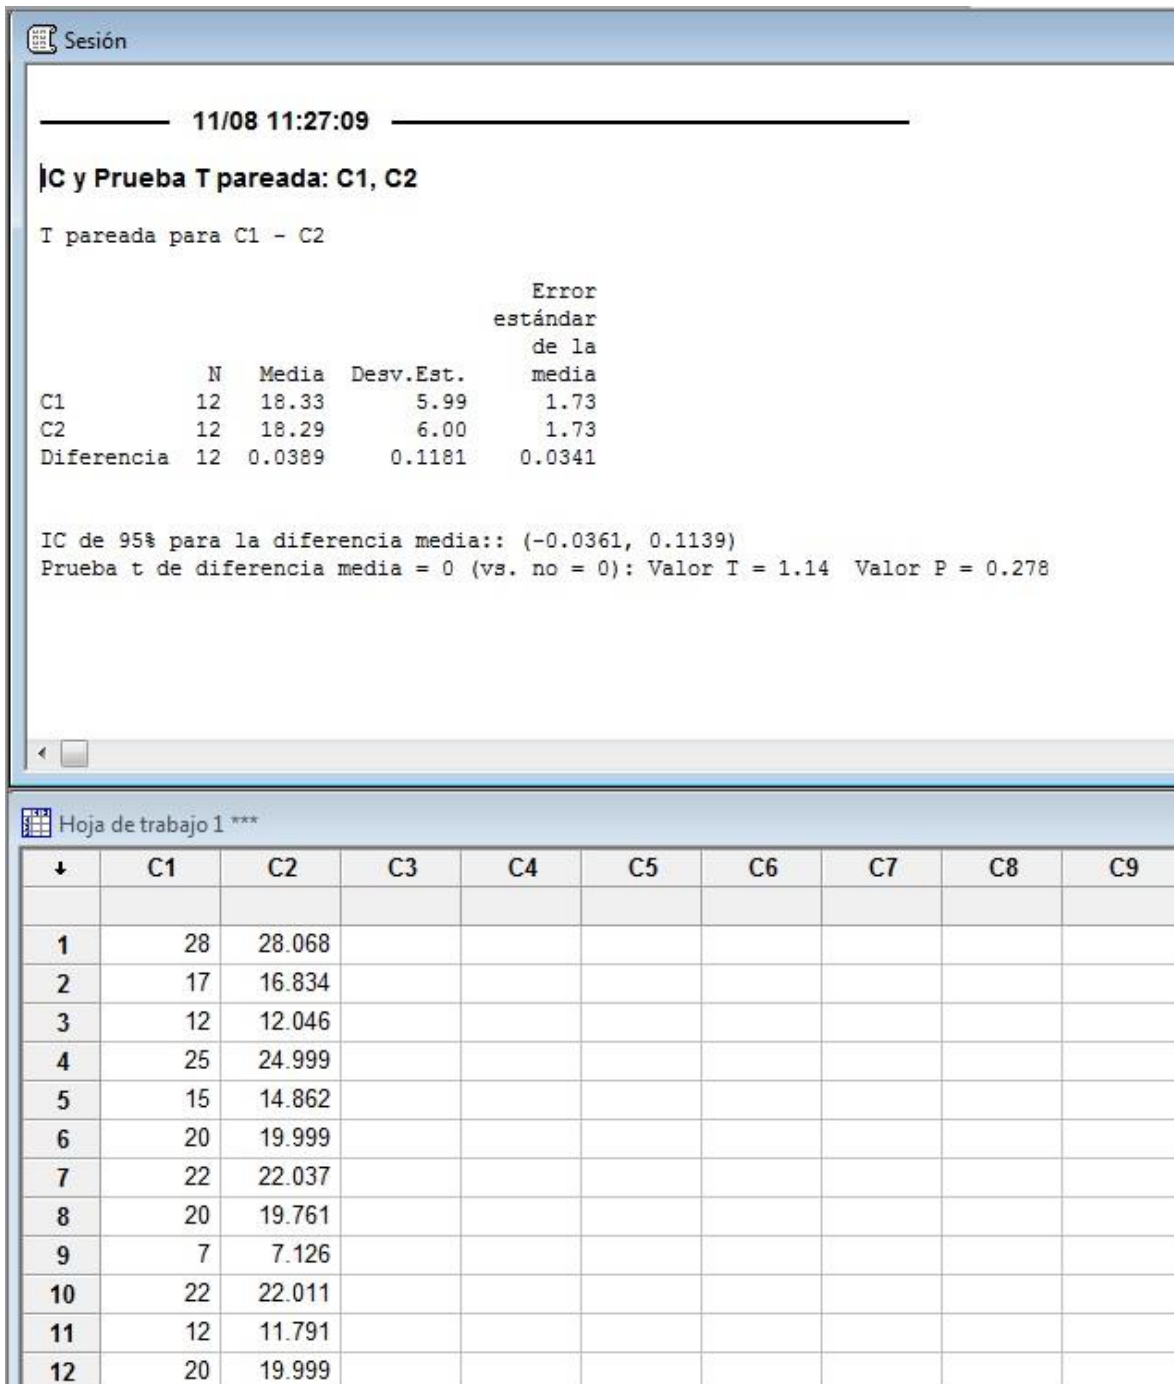 Sesión
11/08 11:27:09
IC y Prueba T pareada: C1, C2
T pareada para C1 - C2
Error
estándar
de la
N Media Desv.Est. media
C1 12 18.33 5.99 1.73
C2 12 18.29 6.00 1.73
Diferencia 12 0.0389 0.1181 0.0341
IC de 95% para la diferencia media:: (-0.0361, 0.1139)
Prueba t de diferencia media = 0 (vs. no = 0): Valor T = 1.14 Valor P = 0.278
Hoja de trabajo 1 ***
C1 C2 C3 C4 C5 C6 C7 C8 C9
1 28 28.068
2 17 16.834
3 12 12.046
4 25 24.999
5 15 14.862
6 20 19.999
7 22 22.037
8 20 19.761
9 7 7.126
10 22 22.011
11 12 11.791
12 20 19.999